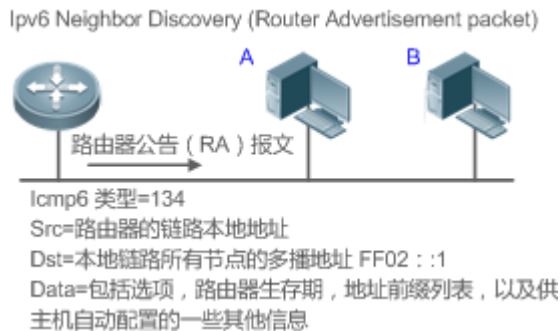 Ipv6 Neighbor Discovery (Router Advertisement packet)
A
B
路由器公告（RA）报文
Icmp6 类型=134
Src=路由器的链路本地地址
Dst=本地链路所有节点的多播地址 FF02：:1
Data=包括选项，路由器生存期，地址前缀列表，以及供
主机自动配置的一些其他信息